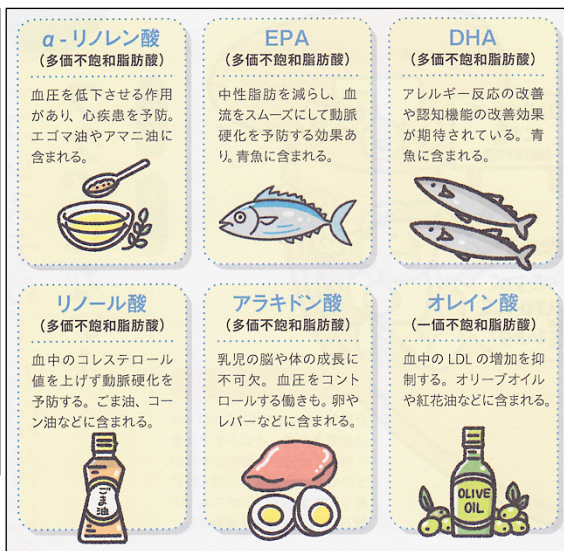 α-リノレン酸
(多価不飽和脂肪酸)
血圧を低下させる作用
があり、心疾患を予防。
エゴマ油やアマニ油に
含まれる。
EPA
(多価不飽和脂肪酸)
中性脂肪を減らし、血
流をスムーズにして動脈
硬化を予防する効果あ
り。青魚に含まれる。
DHA
(多価不飽和脂肪酸)
アレルギー反応の改善
や認知機能の改善効果
が期待されている。青
魚に含まれる。
リノール酸
(多価不飽和脂肪酸)
血中のコレステロール
値を上げず動脈硬化を
予防する。ごま油、コー
ン油などに含まれる。
ごま油
アラキドン酸
(多価不飽和脂肪酸)
乳児の脳や体の成長に
不可欠。血圧をコント
ロールする働きも。卵や
レバーなどに含まれる。
オレイン酸
(一価不飽和脂肪酸)
血中の LDL の増加を抑
制する。オリーブオイル
や紅花油などに含まれる。
OLIVE
OIL